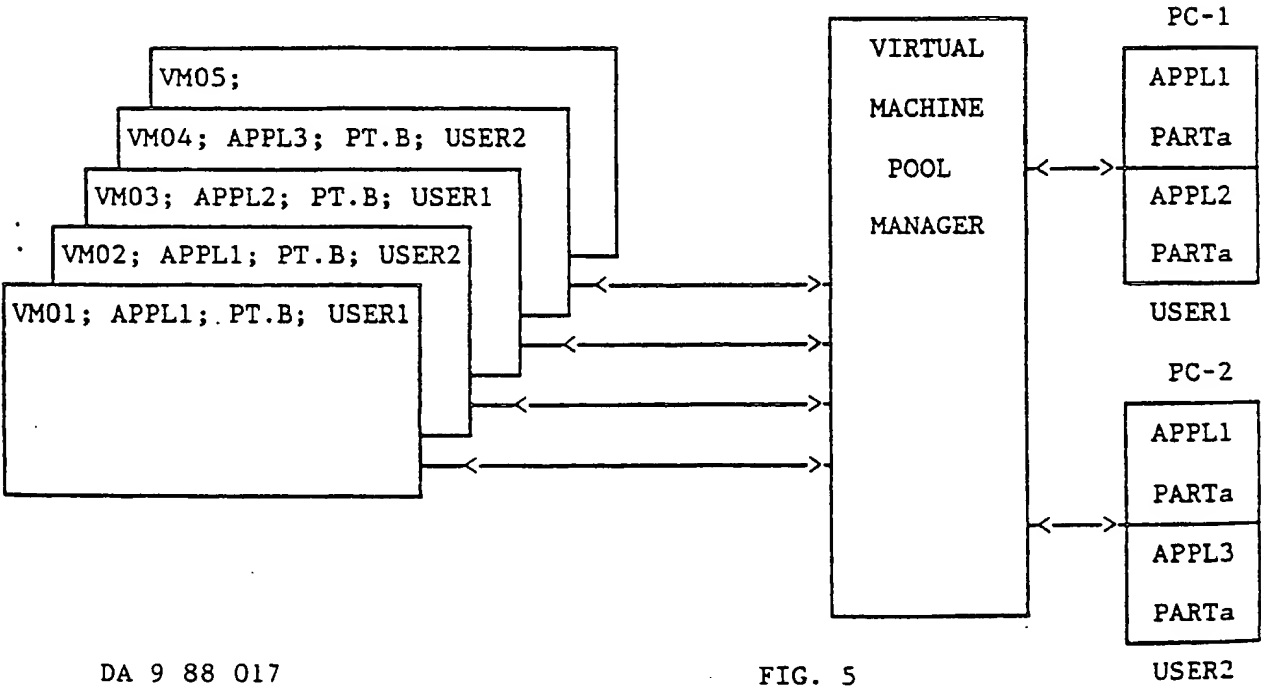 VM05;
VM04; APPL3; PT.B; USER2
VM03; APPL2; PT.B; USER1
VM02; APPL1; PT.B; USER2
VM01; APPL1; PT.B; USER1
VIRTUAL
MACHINE
POOL
MANAGER
PC-1
APPL1
PARTa
APPL2
PARTa
USER1
PC-2
APPL1
PARTa
APPL3
PARTa
USER2
DA 9 88 017
FIG. 5